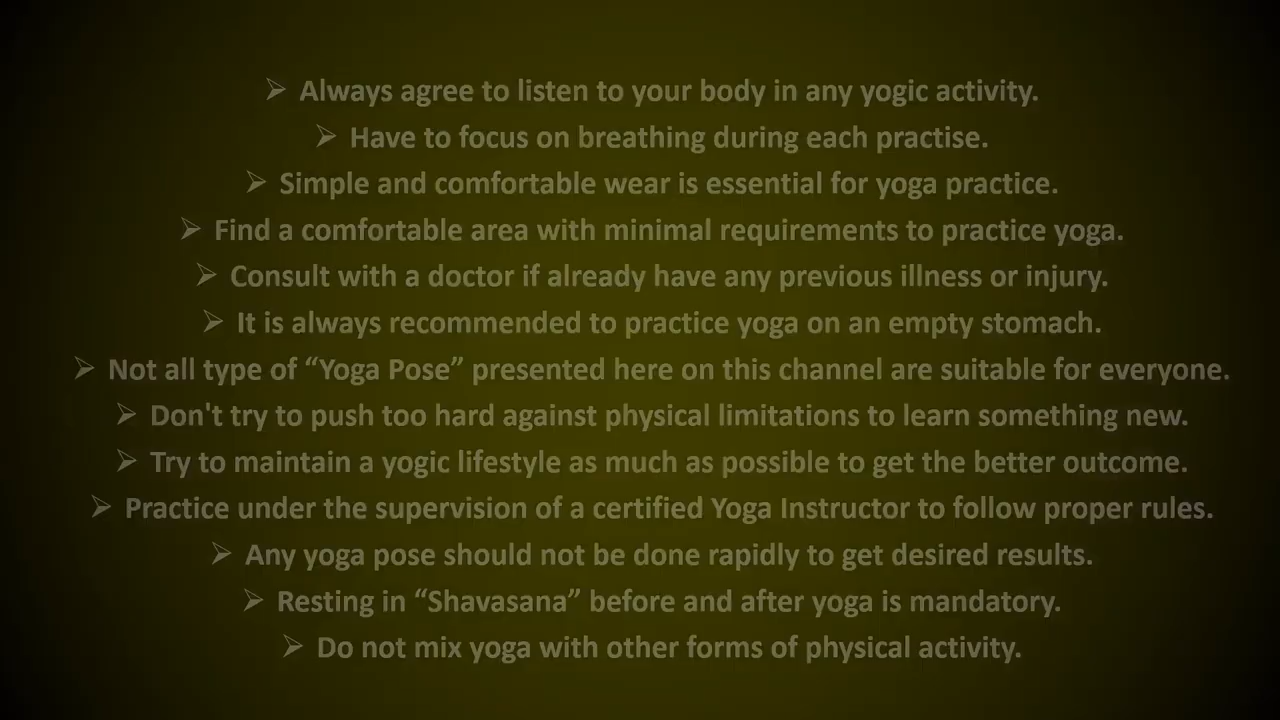 ➢ Always agree to listen to your body in any yogic activity.
➢ Have to focus on breathing during each practise.
➢ Simple and comfortable wear is essential for yoga practice.
➢ Find a comfortable area with minimal requirements to practice yoga.
➢ Consult with a doctor if already have any previous illness or injury.
➢ It is always recommended to practice yoga on an empty stomach.
➢ Not all type of “Yoga Pose” presented here on this channel are suitable for everyone.
➢ Don't try to push too hard against physical limitations to learn something new.
➢ Try to maintain a yogic lifestyle as much as possible to get the better outcome.
➢ Practice under the supervision of a certified Yoga Instructor to follow proper rules.
➢ Any yoga pose should not be done rapidly to get desired results.
➢ Resting in “Shavasana” before and after yoga is mandatory.
➢ Do not mix yoga with other forms of physical activity.